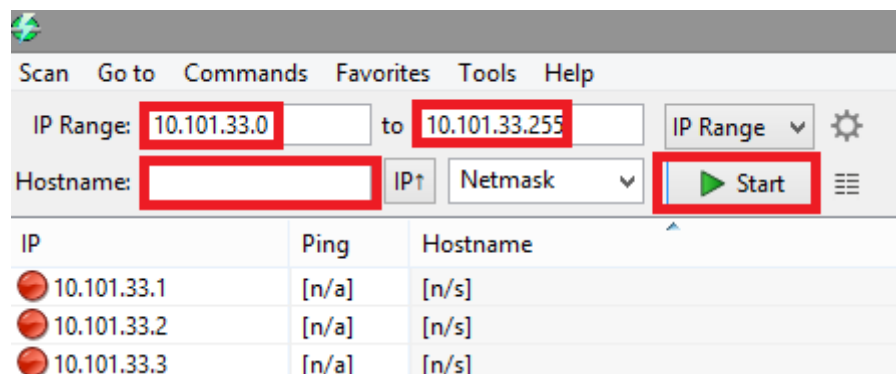 Scan Go to Commands Favorites Tools Help
IP Range: 10.101.33.0 to 10.101.33.255 IP Range
Hostname: IP↑ Netmask Start
IP Ping Hostname
10.101.33.1 [n/a] [n/s]
10.101.33.2 [n/a] [n/s]
10.101.33.3 [n/a] [n/s]